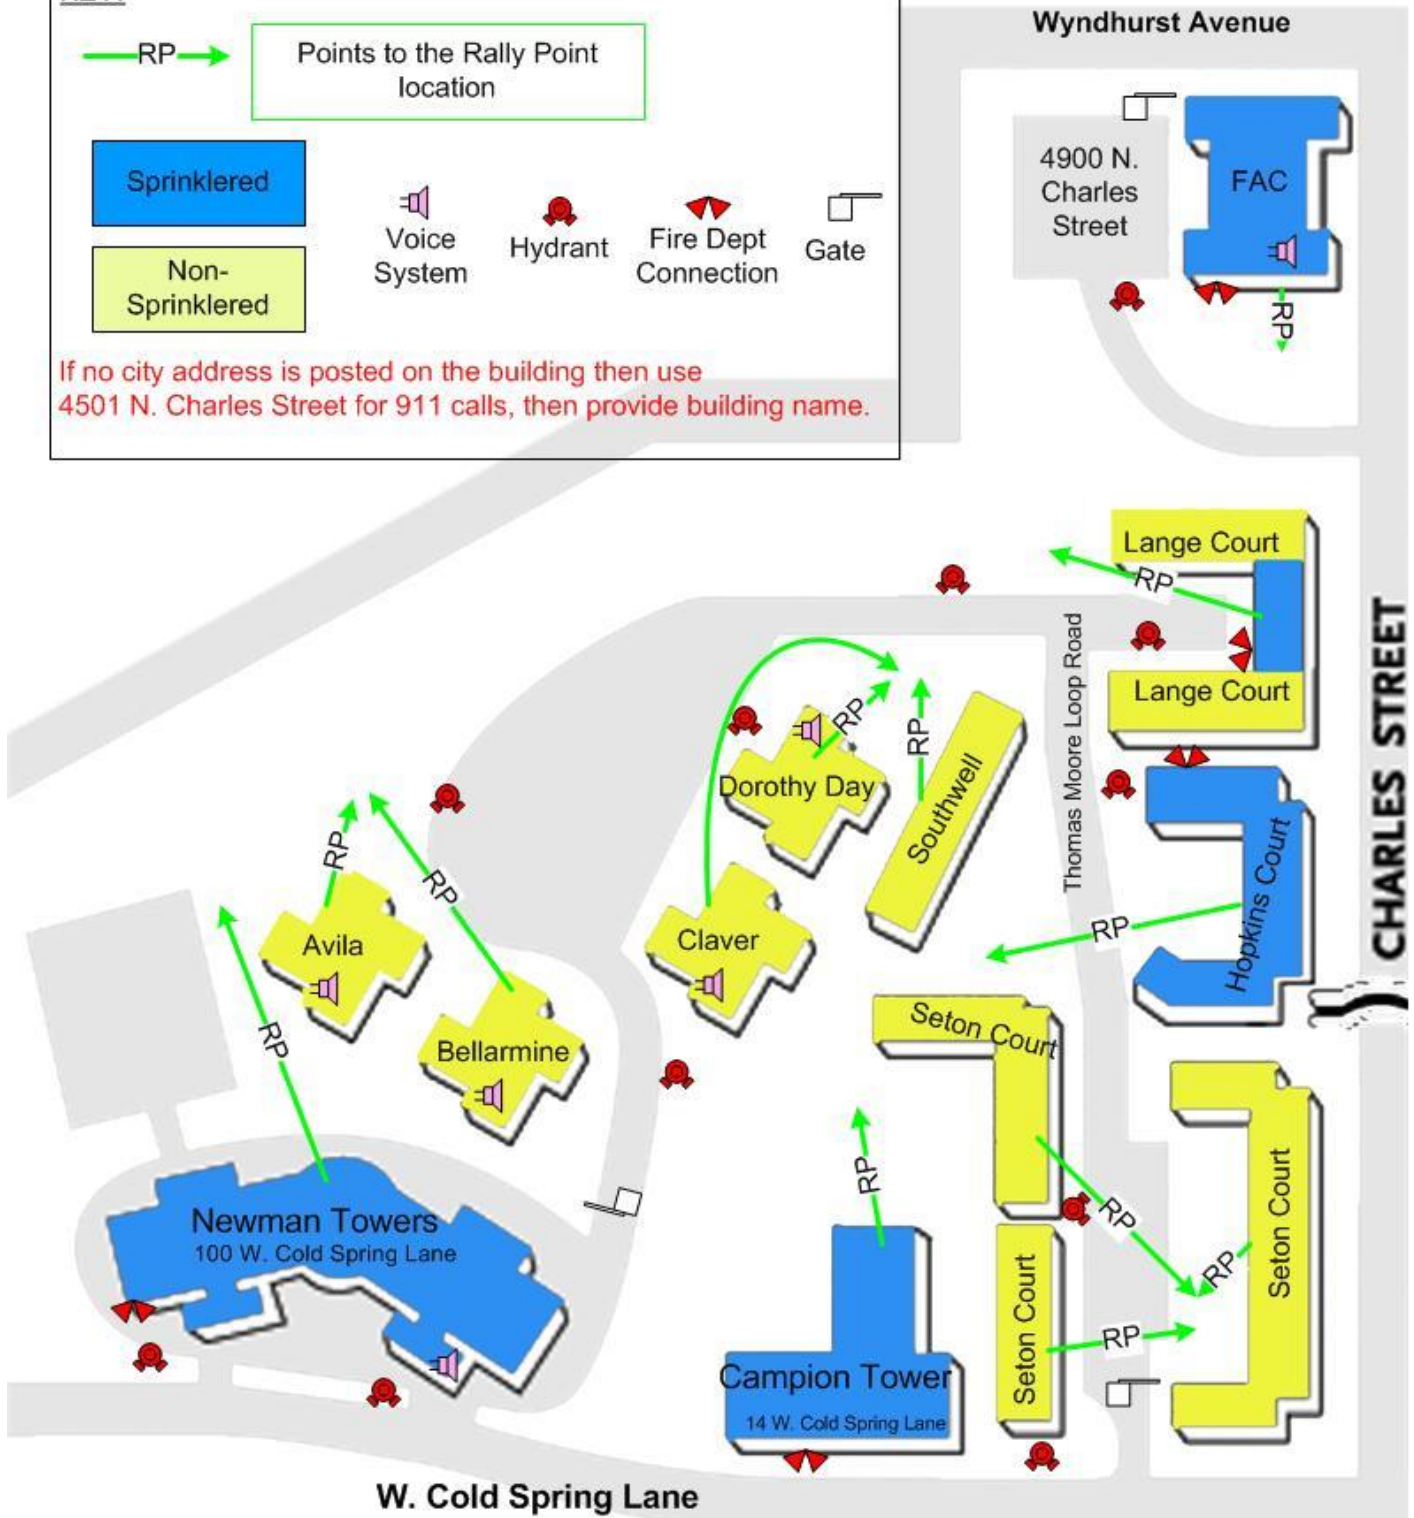 Wyndhurst Avenue
RP
Points to the Rally Point
location
Sprinklered
Non-
Sprinklered
Voice
System
Hydrant
Fire Dept
Connection
Gate
If no city address is posted on the building then use
4501 N. Charles Street for 911 calls, then provide building name.
4900 N.
Charles
Street
FAC
RP
Lange Court
RP
Lange Court
Thomas Moore Loop Road
CHARLES STREET
RP
Dorothy Day
RP
Southwell
Hopkins Court
RP
RP
Avila
RP
Claver
Bellarmine
RP
Seton Court
RP
Newman Towers
100 W. Cold Spring Lane
RP
Seton Court
RP
Seton Court
RP
Campion Tower
14 W. Cold Spring Lane
W. Cold Spring Lane